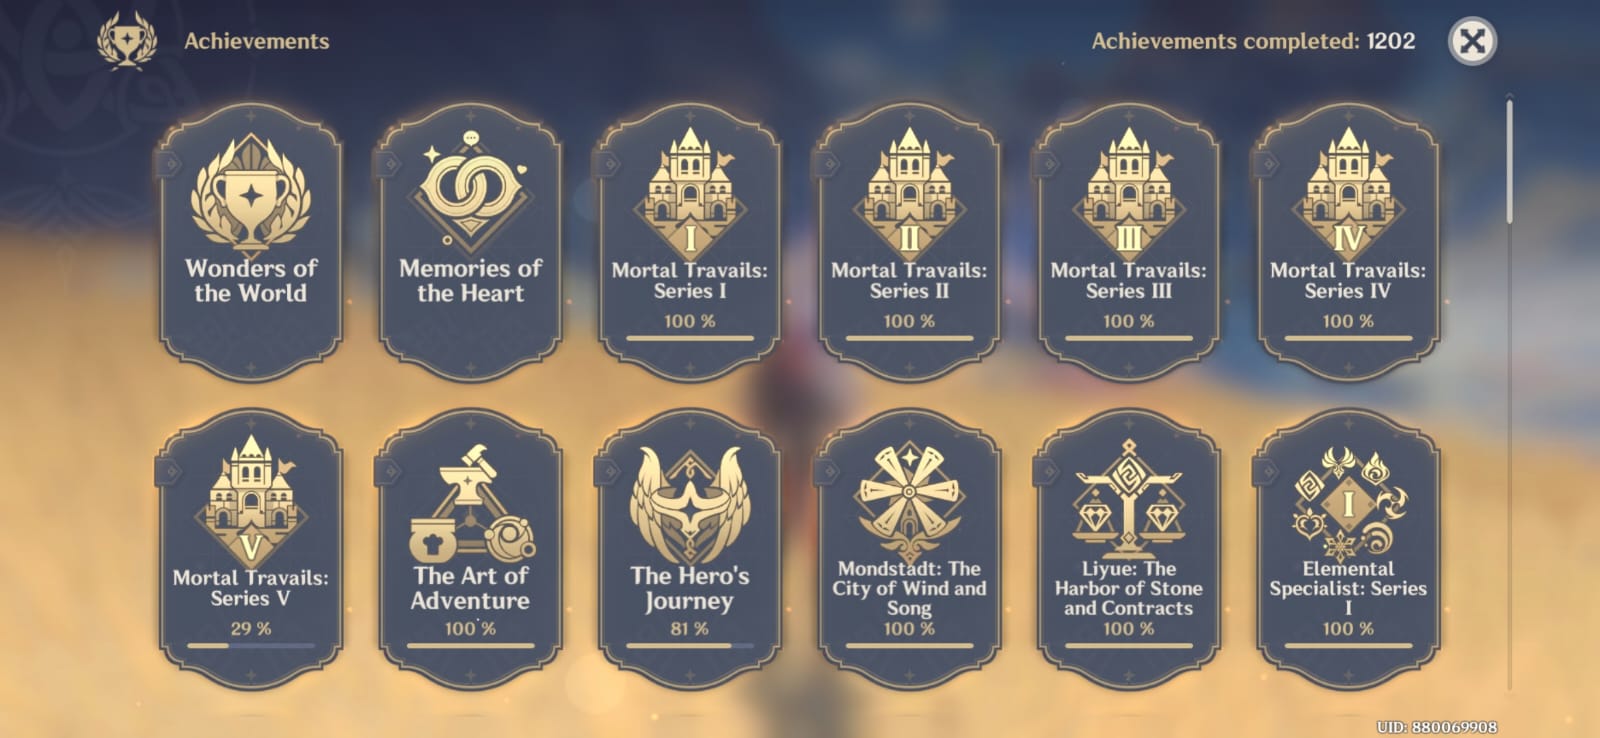 Achievements
Achievements completed: 1202
Wonders of
the World
Memories of
the Heart
I
Mortal Travails:
Series I
100 %
II
Mortal Travails:
Series II
100 %
III
Mortal Travails:
Series III
100 %
IV
Mortal Travails:
Series IV
100 %
V
Mortal Travails:
Series V
29 %
The Art of
Adventure
100 %
The Hero's
Journey
81 %
Mondstadt: The
City of Wind and
Song
100 %
Liyue: The
Harbor of Stone
and Contracts
100 %
I
Elemental
Specialist: Series
I
100 %
UID: 880069908